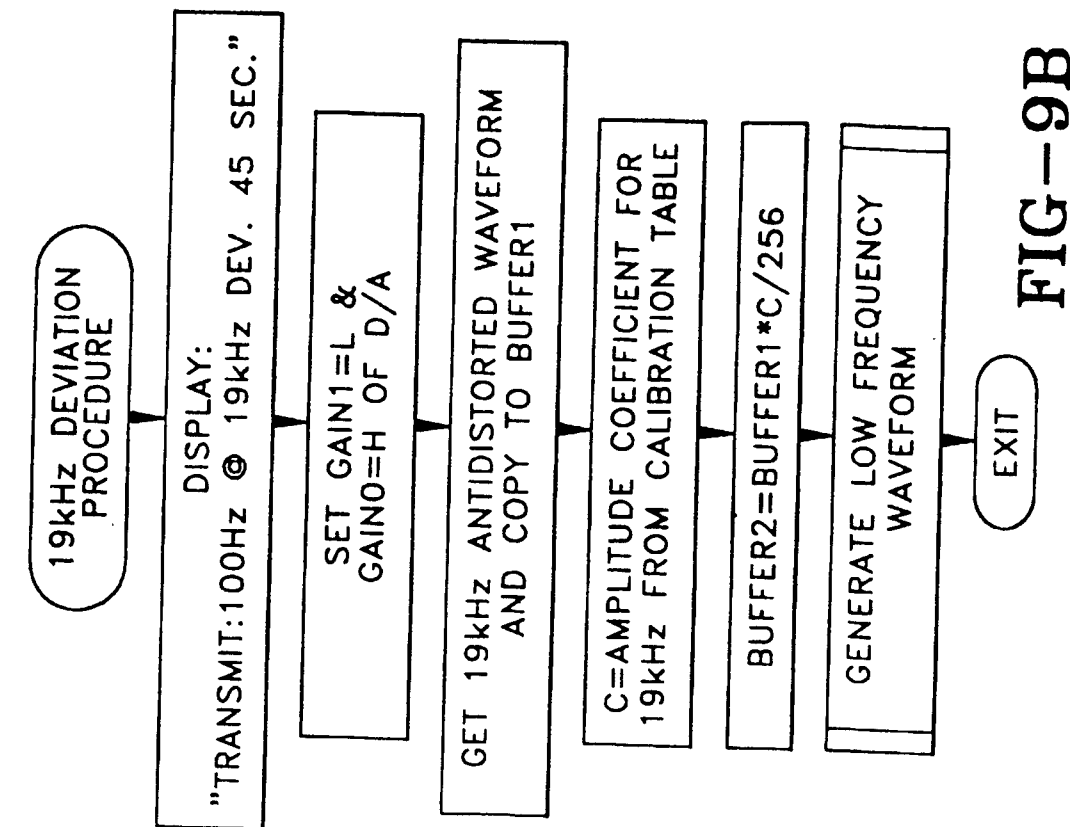 19kHz DEVIATION
PROCEDURE
DISPLAY:
"TRANSMIT:100Hz @ 19kHz DEV. 45 SEC."
SET GAIN1=L &
GAIN0=H OF D/A
GET 19kHz ANTIDISTORTED WAVEFORM
AND COPY TO BUFFER1
C=AMPLITUDE COEFFICIENT FOR
19kHz FROM CALIBRATION TABLE
BUFFER2=BUFFER1*C/256
GENERATE LOW FREQUENCY
WAVEFORM
EXIT
FIG-9B